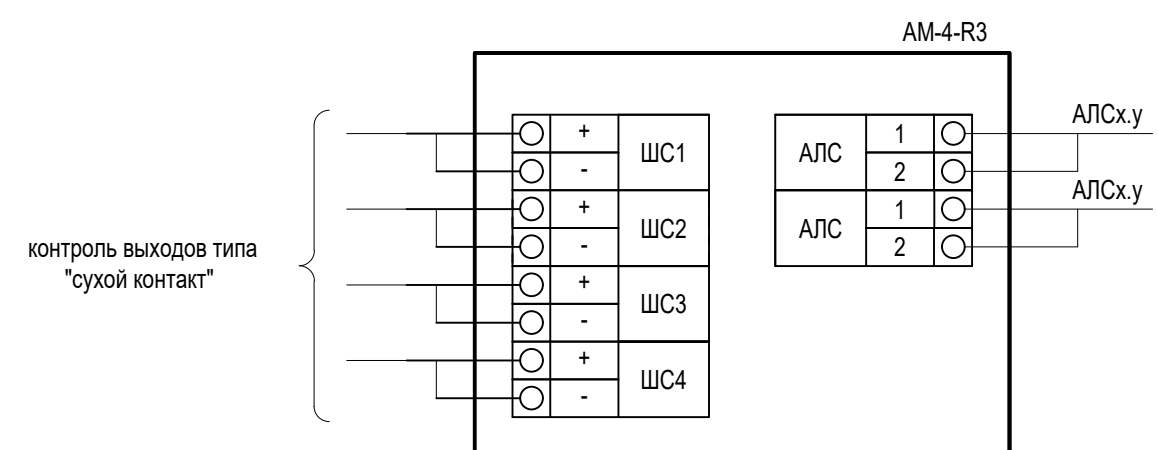 AM-4-R3
контроль выходов типа
"сухой контакт"
+
-
ШС1
+
-
ШС2
+
-
ШС3
+
-
ШС4
АЛС
1
2
АЛС
1
2
АЛСх.у
АЛСх.у